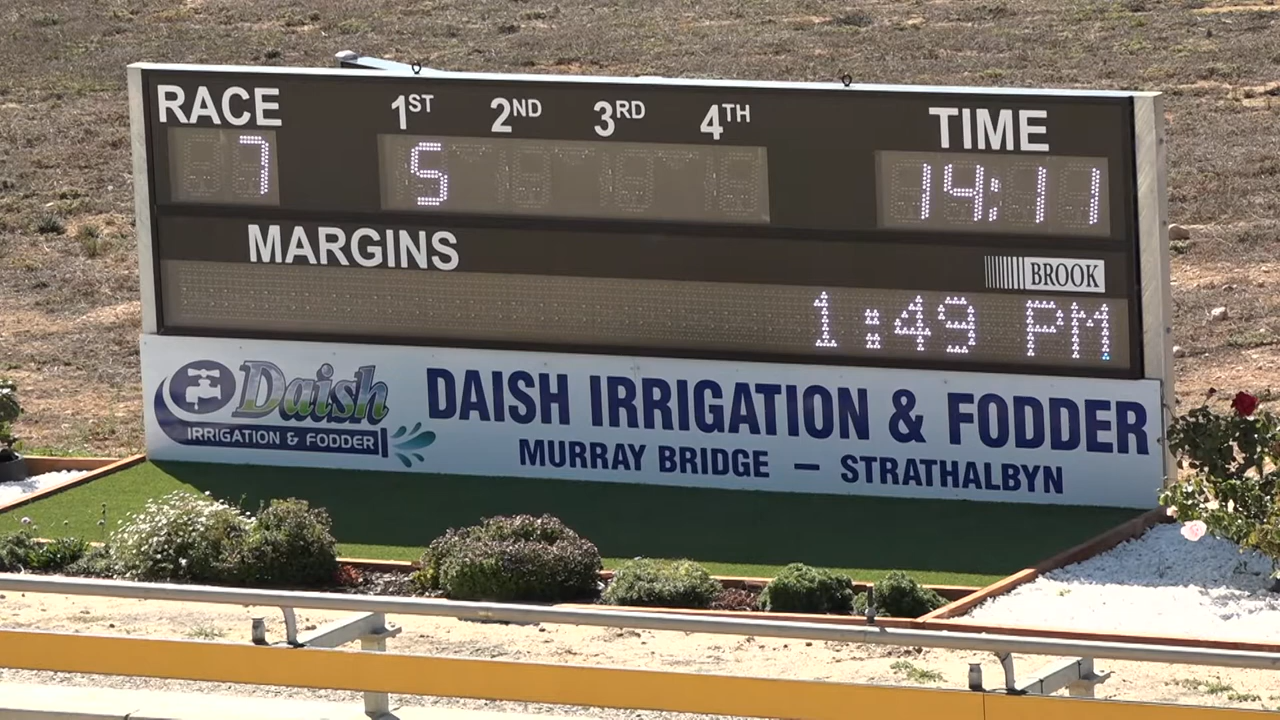 RACE 1ST 2ND 3RD 4TH TIME
7 5 14:11
MARGINS
BROOK
1:49 PM
Daish
IRRIGATION & FODDER
DAISH IRRIGATION & FODDER
MURRAY BRIDGE – STRATHALBYN